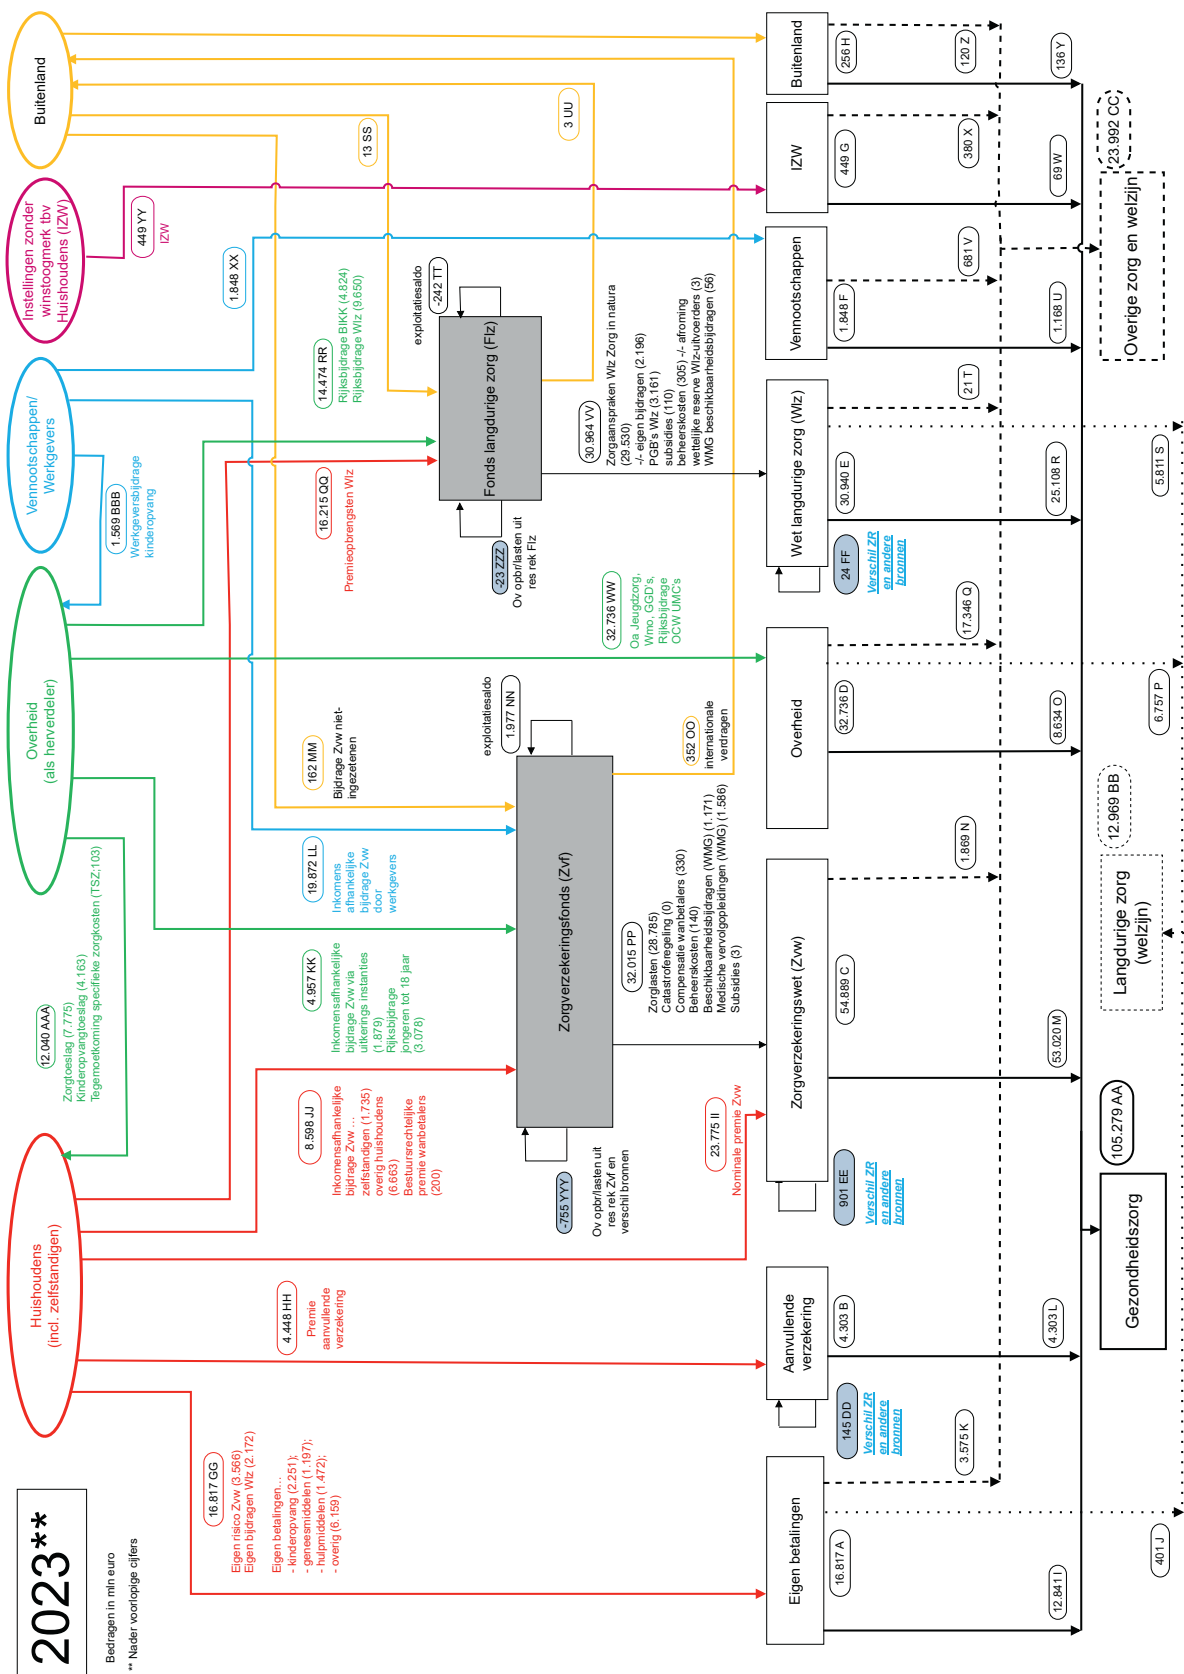 2023**
Bedragen in mln euro
** Nader voorlopige cijfers
Huishoudens
(incl. zelfstandigen)
Overheid
(als herverdeler)
Vennootschappen/
Werkgevers
Instellingen zonder
winstoogmerk tbv
Huishoudens (IZW)
Buitenland
12.040 AAA
Zorgtoeslag (7.775)
Kinderopvangtoeslag (4.163)
Tegemoetkoming specifieke zorgkosten (TSZ;103)
1.569 BBB
Werkgeversbijdrage
kinderopvang
449 YY
IZW
1.848 XX
16.817 GG
Eigen risico Zvw (3.566)
Eigen bijdragen Wlz (2.172)
Eigen betalingen...
- kinderopvang (2.251);
- geneesmiddelen (1.197);
- hulpmiddelen (1.472);
- overig (6.159)
4.448 HH
Premie
aanvullende
verzekering
8.598 JJ
Inkomensafhankelijke
bijdrage Zvw ...
zelfstandigen (1.735)
overig huishoudens
(6.663)
Bestuursrechtelijke
premie wanbetalers
(200)
4.957 KK
Inkomensafhankelijke
bijdrage Zvw via
uitkerings instanties
(1.879)
Rijksbijdrage
jongeren tot 18 jaar
(3.078)
19.872 LL
Inkomens
afhankelijke
bijdrage Zvw
door
werkgevers
162 MM
Bijdrage Zvw niet-
ingezetenen
16.215 QQ
Premieopbrengsten Wlz
14.474 RR
Rijksbijdrage BIKK (4.824)
Rijksbijdrage Wlz (9.650)
13 SS
exploitatiesaldo
-242 TT
Fonds langdurige zorg (Flz)
-23 ZZZ
Ov opbr/lasten uit
res rek Flz
3 UU
30.964 VV
Zorgaanspraken Wlz Zorg in natura
(29.530)
-/- eigen bijdragen (2.196)
PGB's Wlz (3.161)
subsidies (110)
beheerskosten (305) -/- afroming
wettelijke reserve Wlz-uitvoerders (3)
WMG beschikbaarheidsbijdragen (56)
32.736 WW
Oa Jeugdzorg,
Wmo, GGD's,
Rijksbijdrage
OCW UMC's
exploitatiesaldo
1.977 NN
Zorgverzekeringsfonds (Zvf)
-755 YYY
Ov opbr/lasten uit
res rek Zvf en
verschil bronnen
32.015 PP
Zorglasten (28.785)
Catastroferegeling (0)
Compensatie wanbetalers (330)
Beheerskosten (140)
Beschikbaarheidsbijdragen (WMG) (1.171)
Medische vervolgopleidingen (WMG) (1.586)
Subsidies (3)
352 OO
internationale
verdragen
23.775 II
Nominale premie Zvw
Eigen betalingen
Aanvullende
verzekering
Zorgverzekeringswet (Zvw)
Overheid
Wet langdurige zorg (Wlz)
Vennootschappen
IZW
Buitenland
16.817 A
145 DD
Verschil ZR
en andere
bronnen
4.303 B
901 EE
Verschil ZR
en andere
bronnen
54.889 C
32.736 D
24 FF
Verschil ZR
en andere
bronnen
30.940 E
1.848 F
449 G
256 H
3.575 K
1.869 N
17.346 Q
21 T
681 V
380 X
120 Z
12.841 I
4.303 L
53.020 M
8.634 O
25.108 R
1.168 U
69 W
136 Y
105.279 AA
Gezondheidszorg
12.969 BB
Langdurige zorg
(welzijn)
23.992 CC
Overige zorg en welzijn
401 J
6.757 P
5.811 S